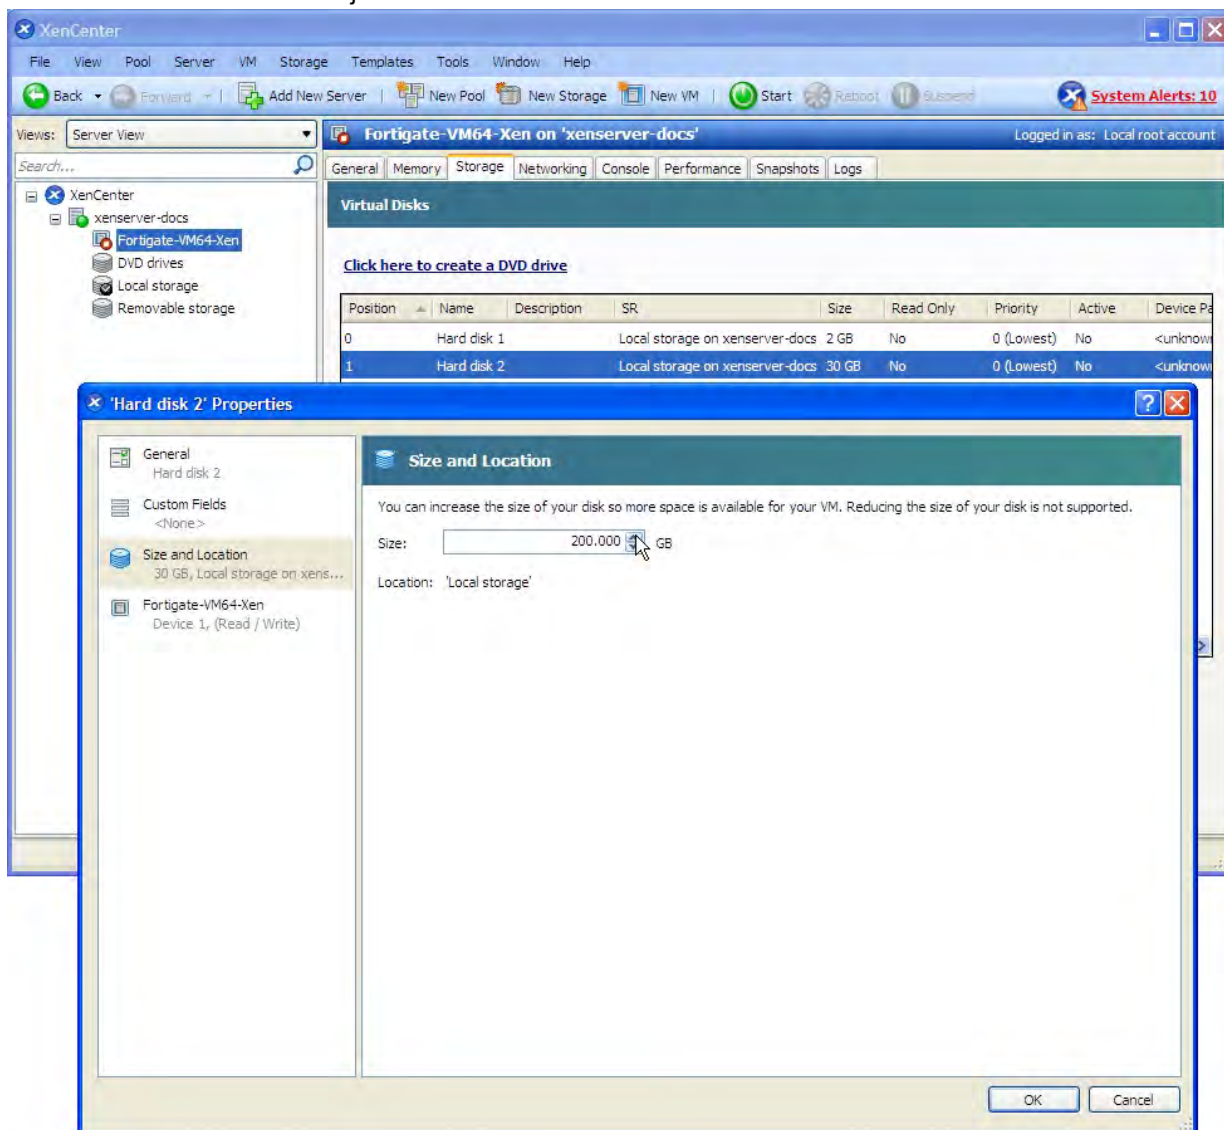 XenCenter
File View Pool Server VM Storage Templates Tools Window Help
Back Forward Add New Server New Pool New Storage New VM Start Reboot Suspend System Alerts: 10
Views: Server View
Fortigate-VM64-Xen on 'xenserver-docs' Logged in as: Local root account
Search...
General Memory Storage Networking Console Performance Snapshots Logs
XenCenter
xenserver-docs
Fortigate-VM64-Xen
DVD drives
Local storage
Removable storage
Virtual Disks
Click here to create a DVD drive
Position Name Description SR Size Read Only Priority Active Device Pa
0 Hard disk 1 Local storage on xenserver-docs 2 GB No 0 (Lowest) No <unknow
1 Hard disk 2 Local storage on xenserver-docs 30 GB No 0 (Lowest) No <unknow
'Hard disk 2' Properties
General
Hard disk 2
Custom Fields
<None>
Size and Location
30 GB, Local storage on xens...
Fortigate-VM64-Xen
Device 1, (Read / Write)
Size and Location
You can increase the size of your disk so more space is available for your VM. Reducing the size of your disk is not supported.
Size: 200.000 GB
Location: 'Local storage'
OK Cancel